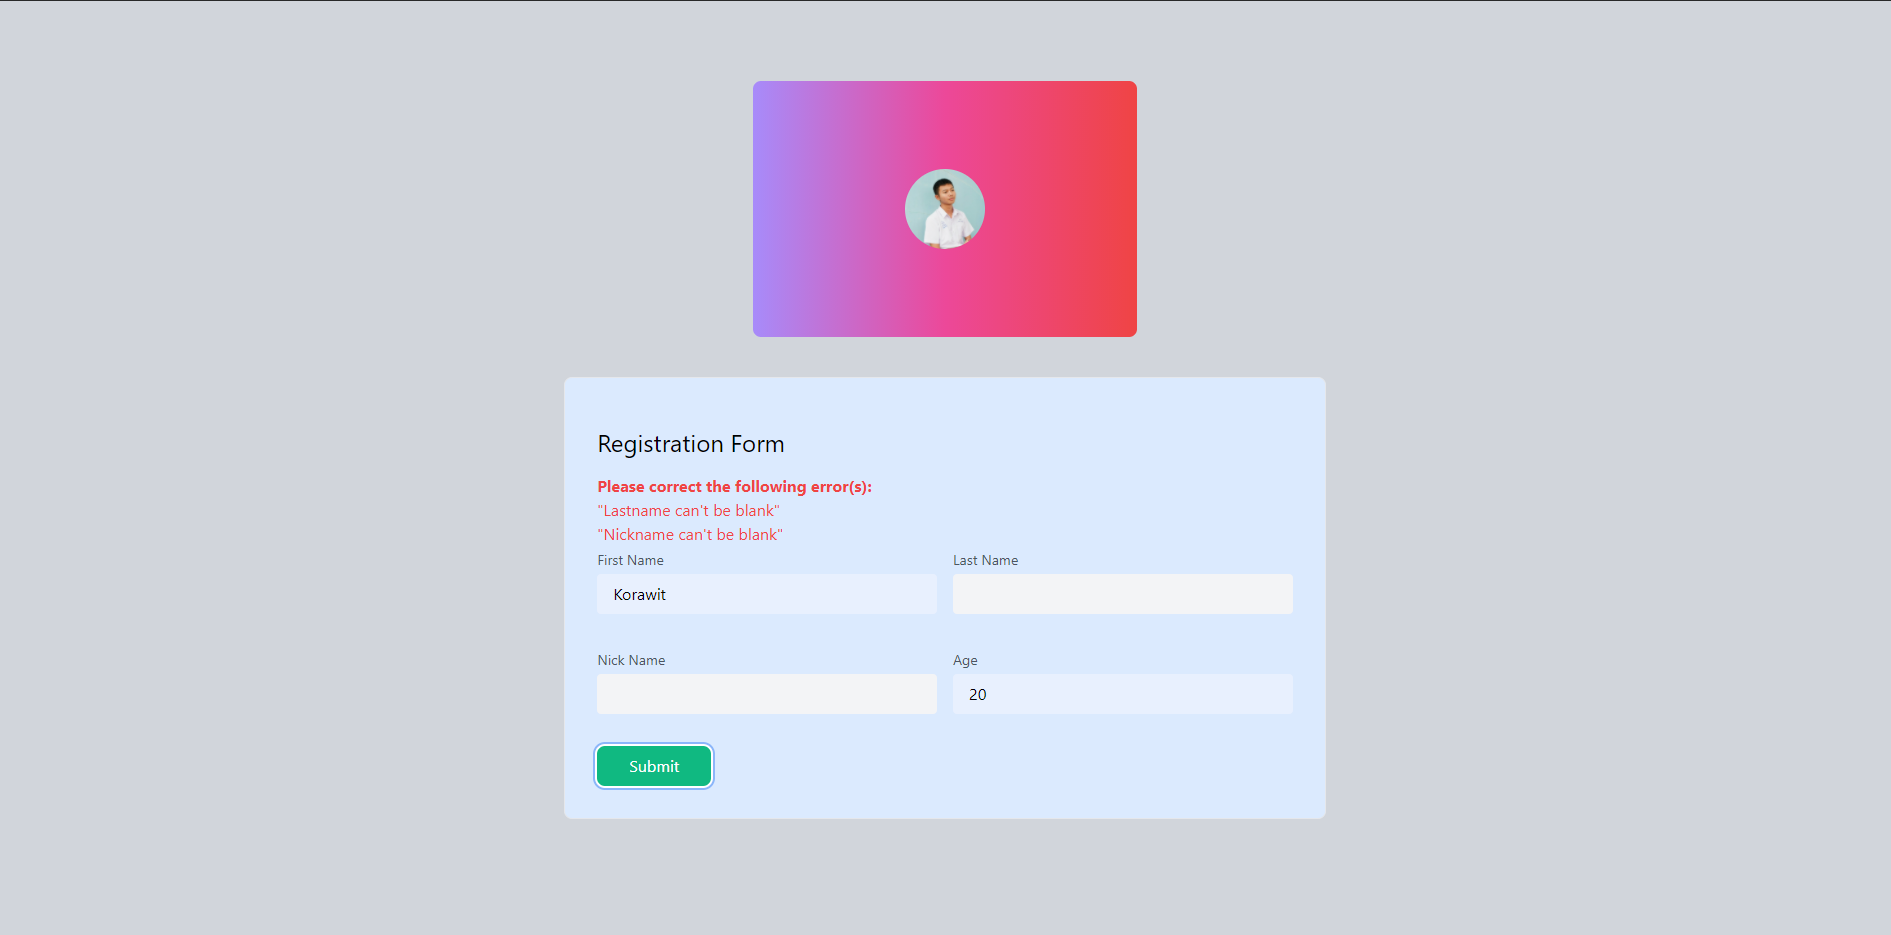 Registration Form
Please correct the following error(s):
"Lastname can't be blank"
"Nickname can't be blank"
First Name
Last Name
Korawit
Nick Name
Age
20
Submit